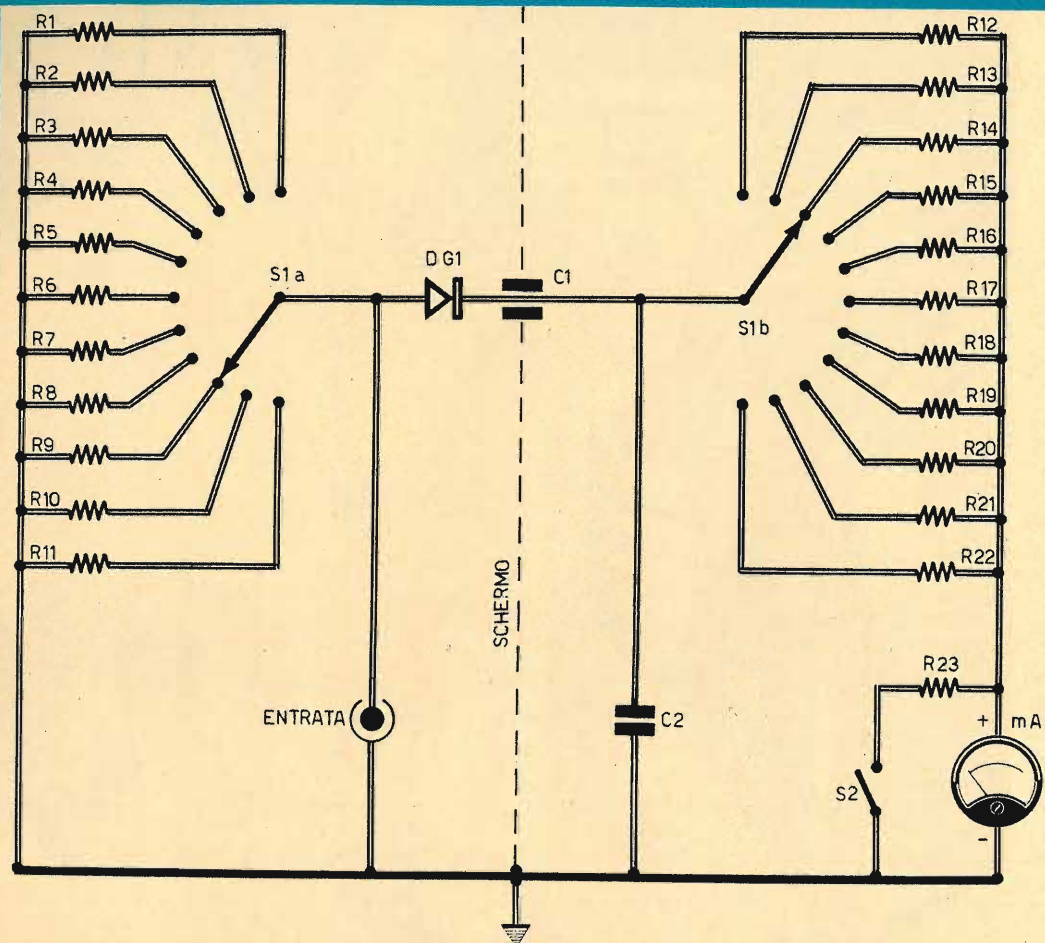 R1
R2
R3
R4
R5
R6
R7
R8
R9
R10
R11
S1a
DG1
C1
S1b
R12
R13
R14
R15
R16
R17
R18
R19
R20
R21
R22
SCHERMO
ENTRATA
C2
R23
+ mA
S2
-